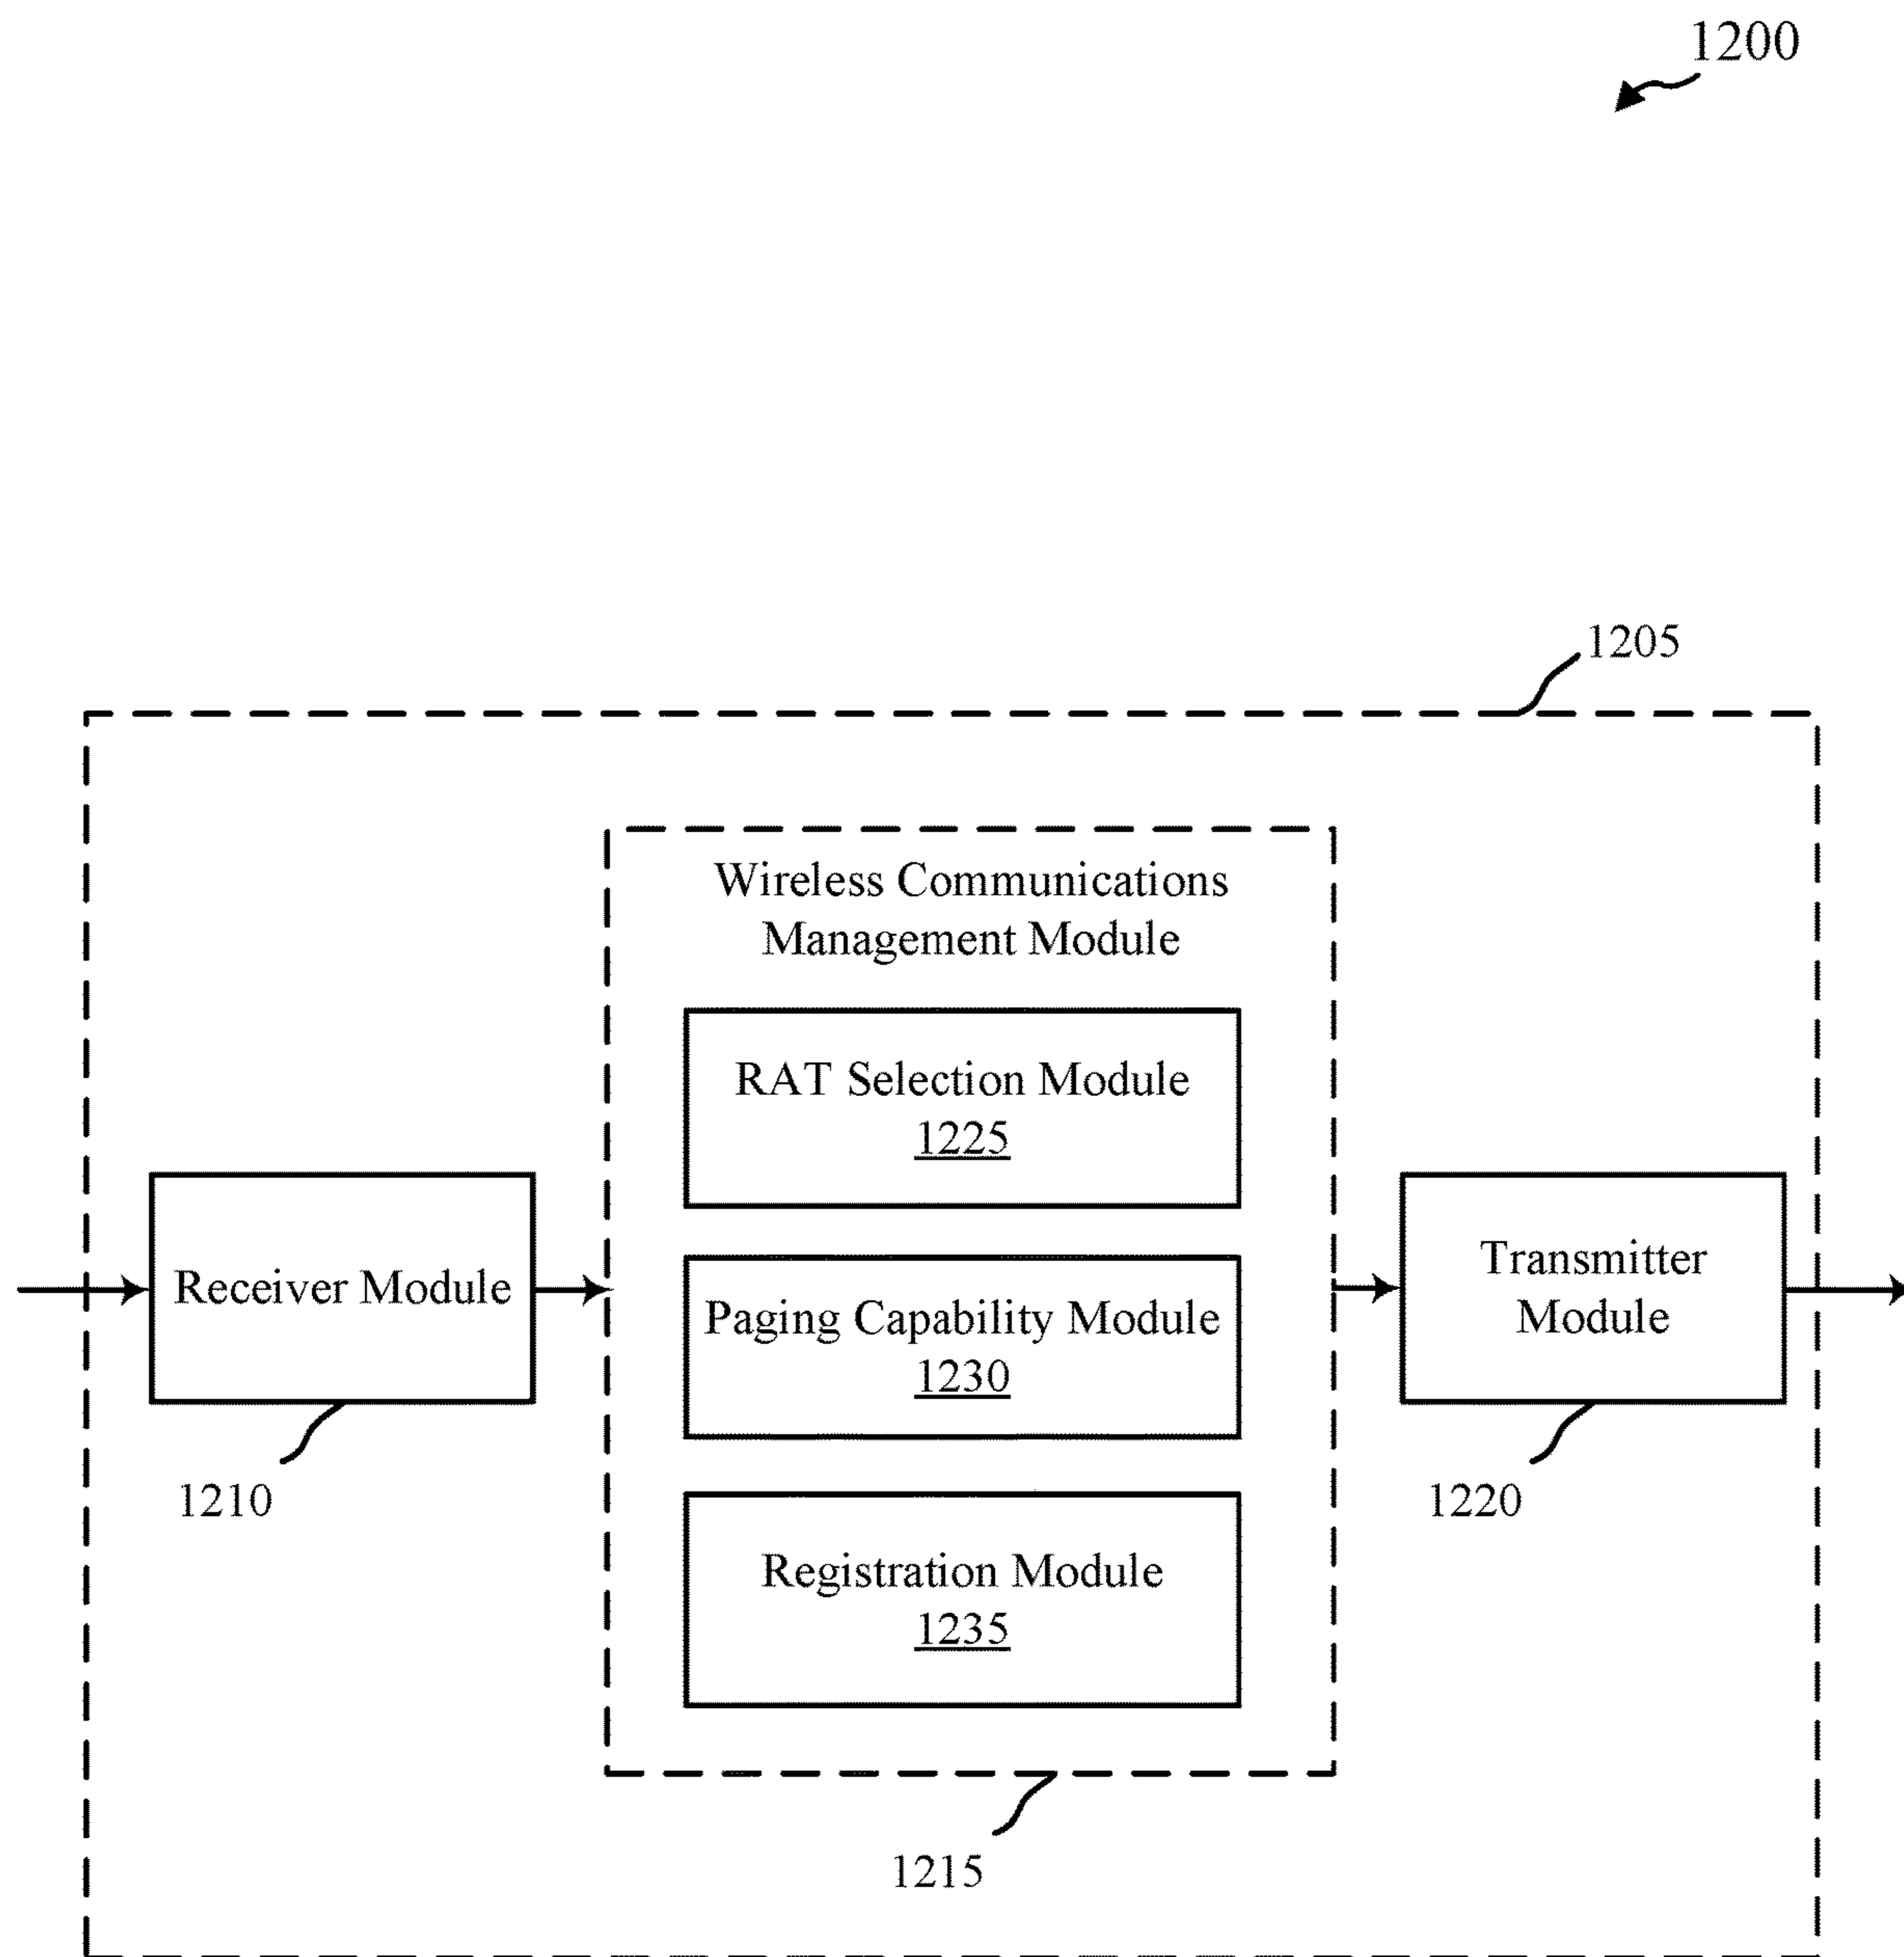 1200
1205
Wireless Communications
Management Module
RAT Selection Module
1225
Receiver Module
Paging Capability Module
1230
Transmitter
Module
1210
1220
Registration Module
1235
1215